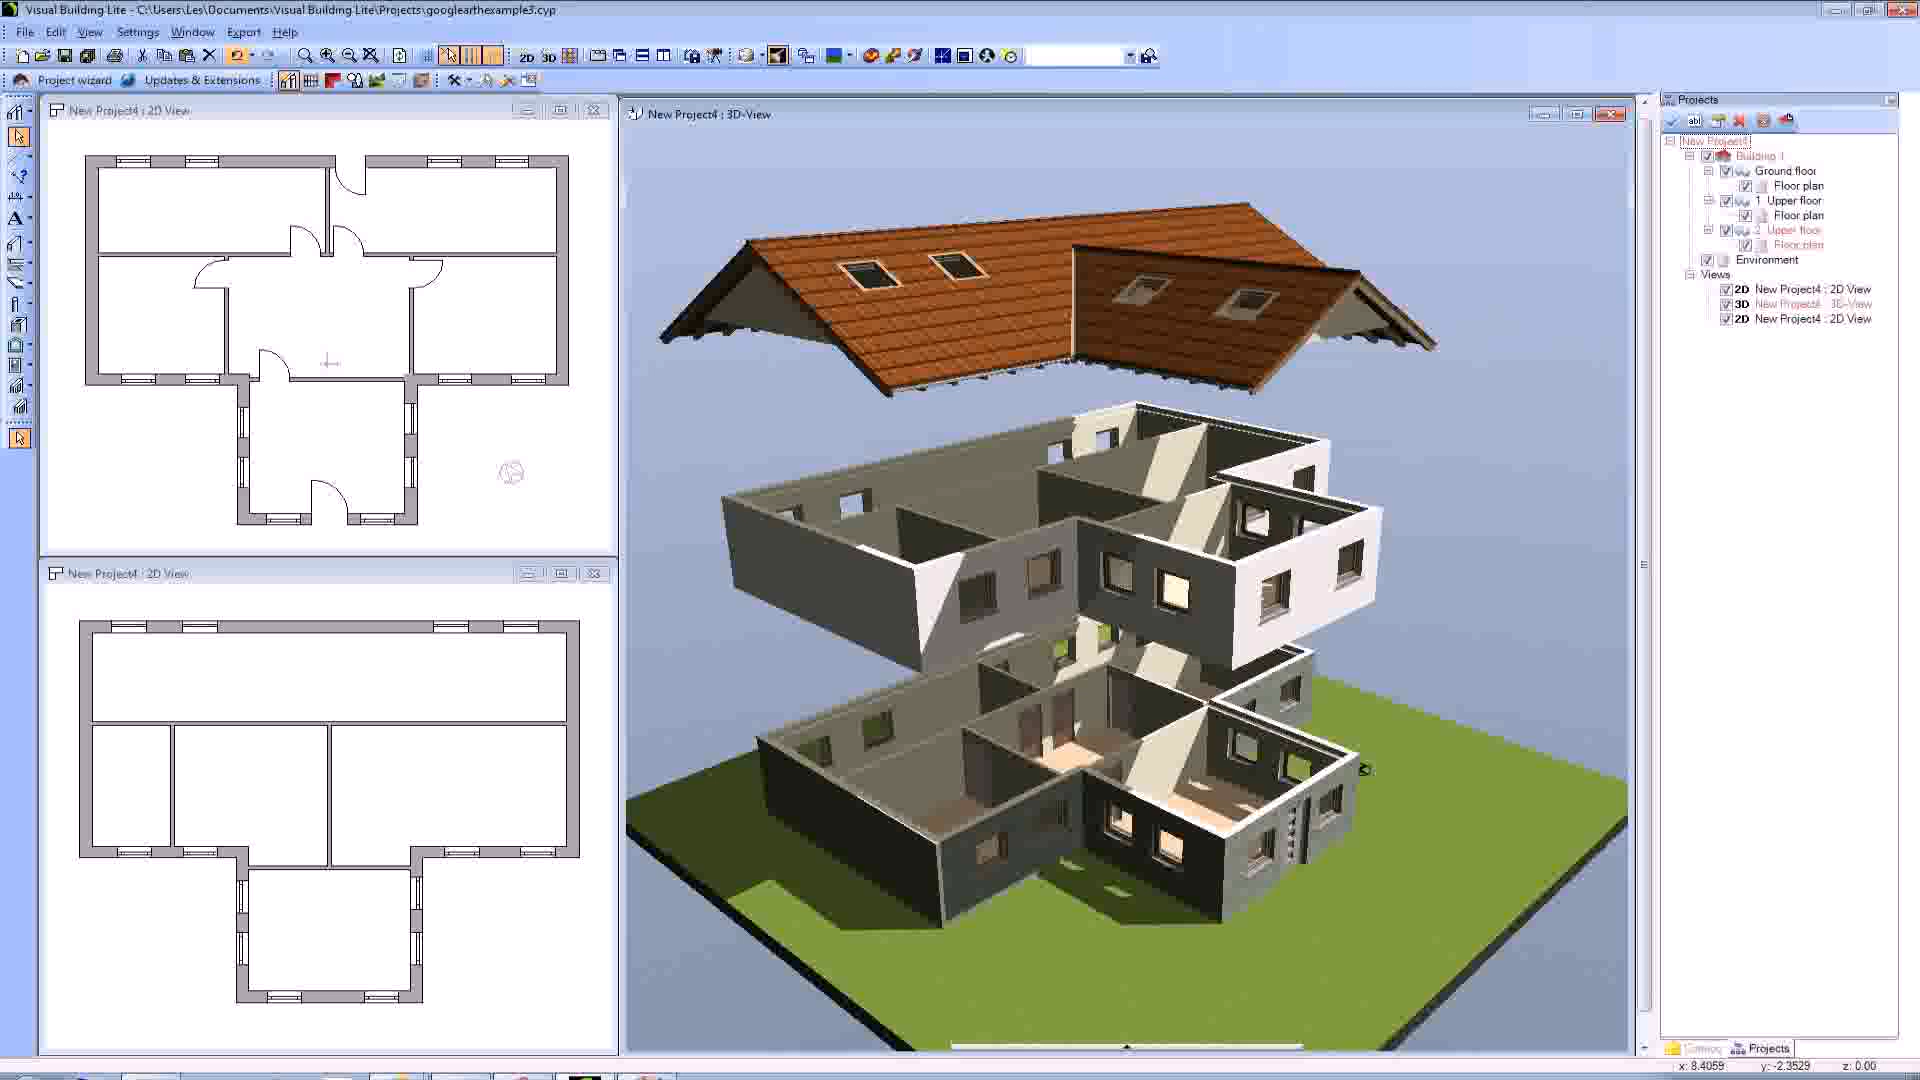 Visual Building Lite - C:\Users\Les\Documents\Visual Building Lite\Projects\googlearthexample3.cyp
File Edit View Settings Window Export Help
2D 3D
Project wizard Updates & Extensions
New Project4 : 2D View
New Project4 : 3D-View
New Project4 : 2D View
Projects
abl
New Project4
Building 1
Ground floor
Floor plan
1. Upper floor
Floor plan
2. Upper floor
Floor plan
Environment
Views
2D New Project4 : 2D View
3D New Project4 : 3D-View
2D New Project4 : 2D View
A
Catalog Projects
x: 8.4059 y: -2.3529 z: 0.00